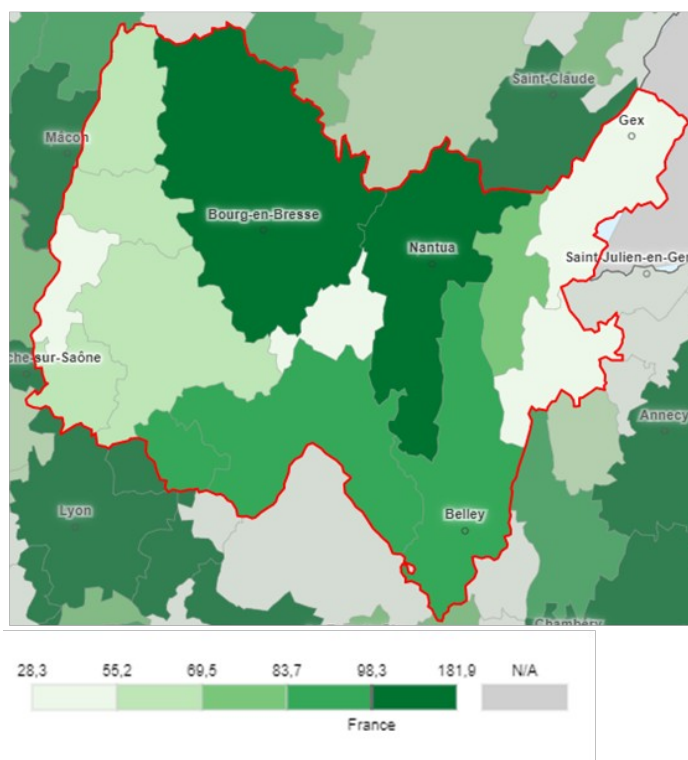 Saint-Claude
Gex
Mâcon
Bourg-en-Bresse
Nantua
Saint-Julien-en-Ger
che-sur-Saône
Annecy
Lyon
Belley
Chambéry
28,3 55,2 69,5 83,7 98,3 181,9 N/A
France